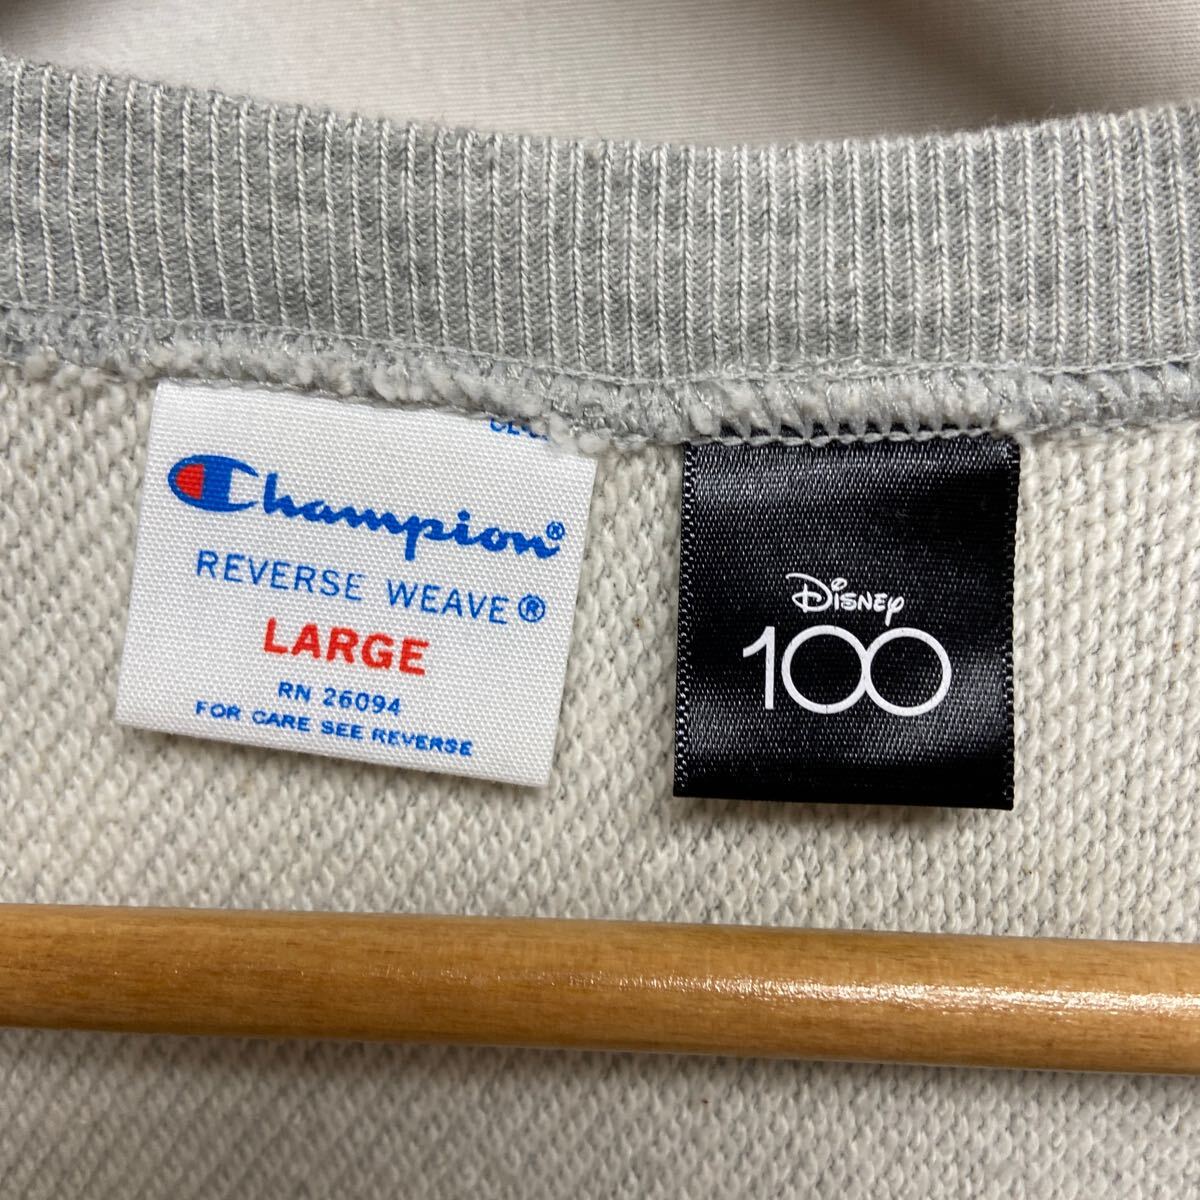 Champion®
REVERSE WEAVE®
LARGE
RN 26094
FOR CARE SEE REVERSE
Disney
100